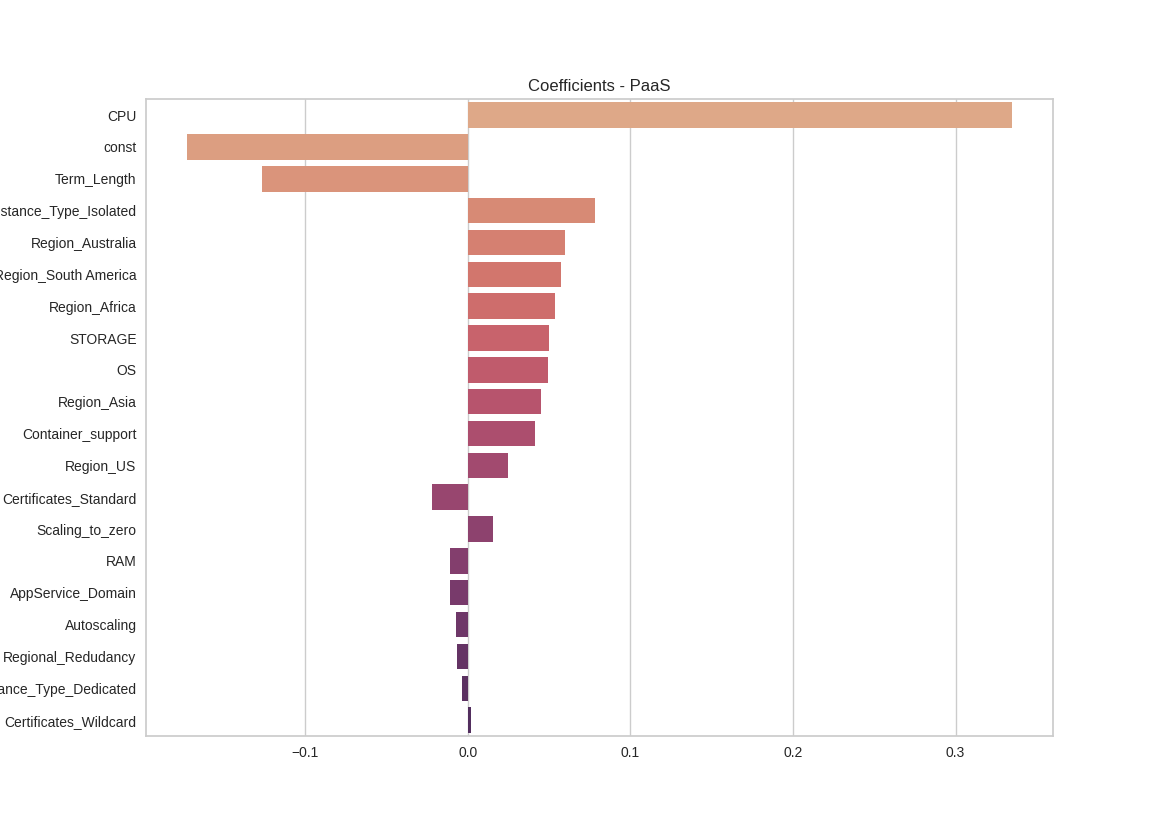 Coefficients - PaaS
CPU
const
Term_Length
stance_Type_Isolated
Region_Australia
Region_South America
Region_Africa
STORAGE
OS
Region_Asia
Container_support
Region_US
Certificates_Standard
Scaling_to_zero
RAM
AppService_Domain
Autoscaling
Regional_Redudancy
ance_Type_Dedicated
Certificates_Wildcard
−0.1 0.0 0.1 0.2 0.3